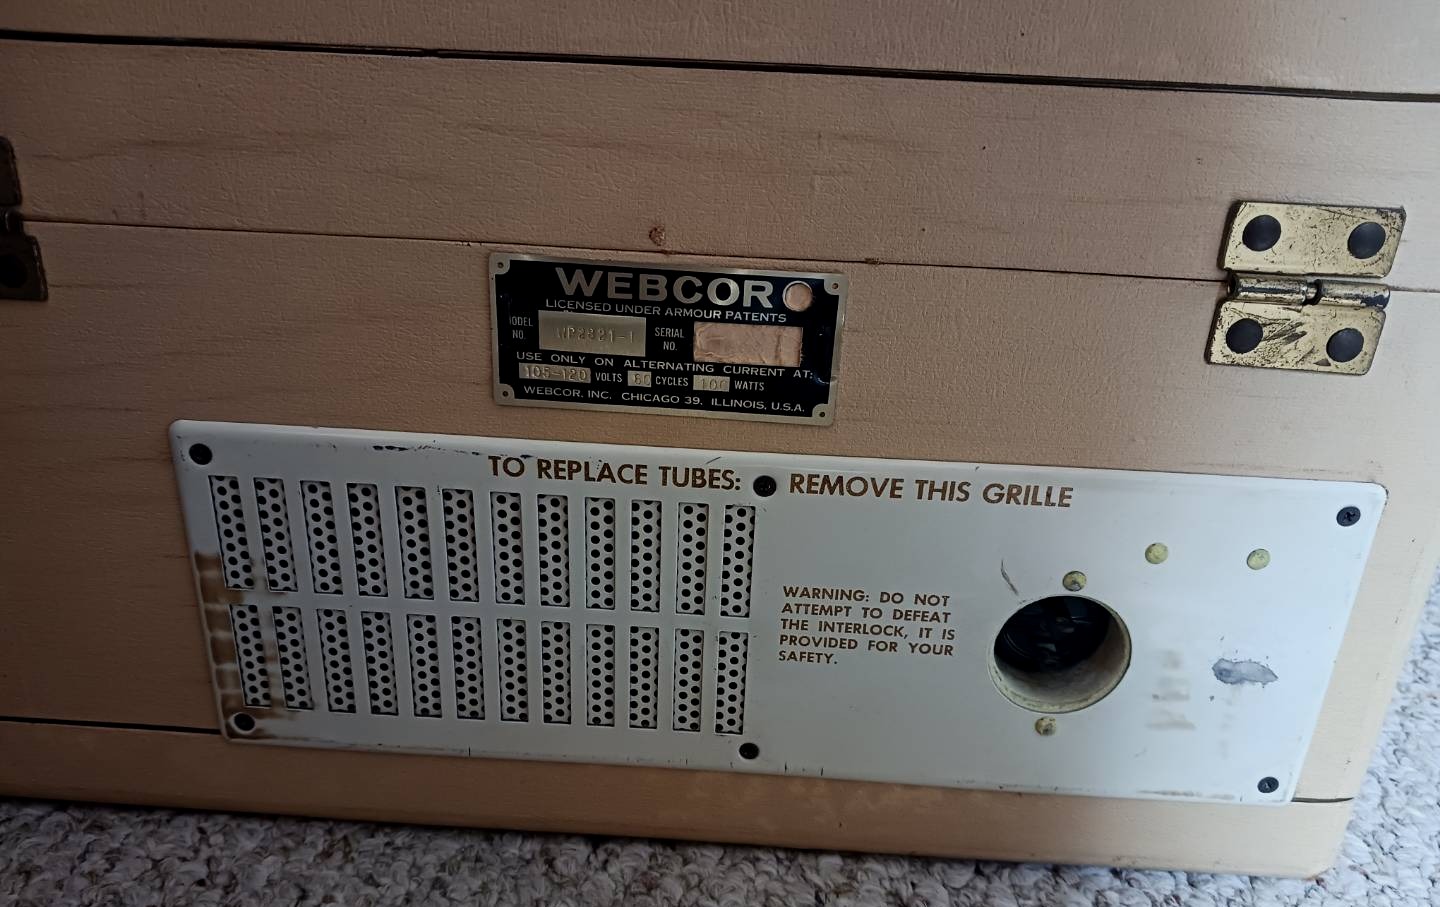 WEBCOR
LICENSED UNDER ARMOUR PATENTS
MODEL NO. WP2821-1 SERIAL NO.
USE ONLY ON ALTERNATING CURRENT AT:
105-120 VOLTS 60 CYCLES 100 WATTS
WEBCOR, INC. CHICAGO 39, ILLINOIS, U.S.A.
TO REPLACE TUBES: REMOVE THIS GRILLE
WARNING: DO NOT
ATTEMPT TO DEFEAT
THE INTERLOCK, IT IS
PROVIDED FOR YOUR
SAFETY.